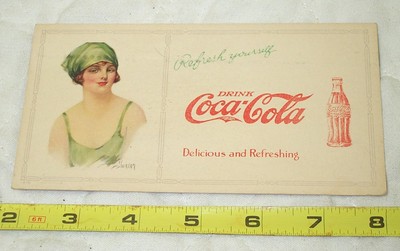 Refresh yourself
DRINK
Coca-Cola
Delicious and Refreshing
2 3 4 5 6 7 8